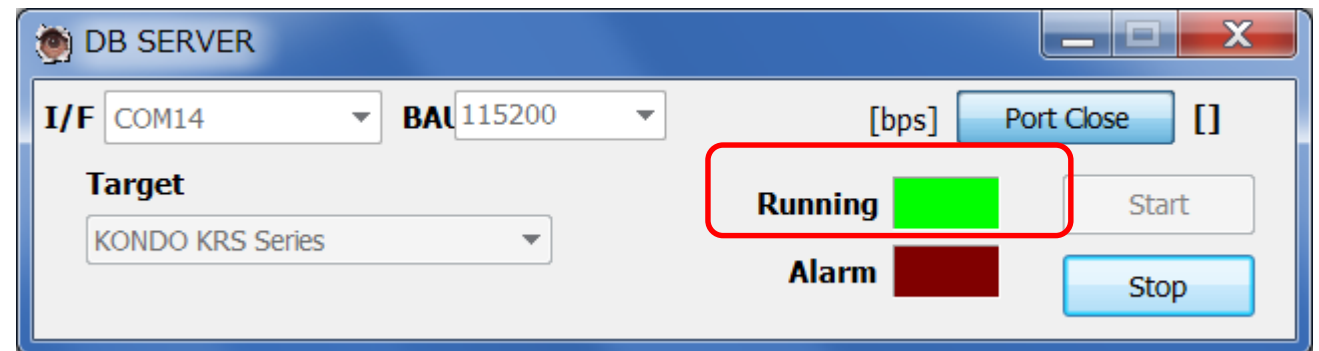 DB SERVER
I/F COM14 BAU 115200 [bps] Port Close []
Target
Running Start
KONDO KRS Series
Alarm Stop